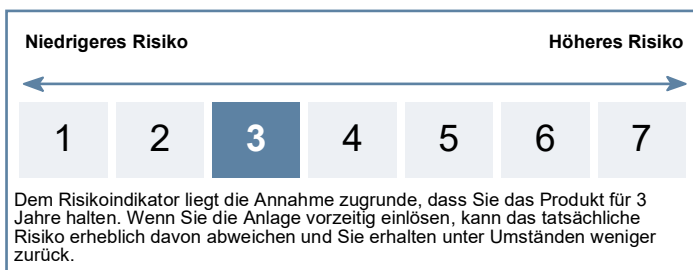 Niedrigeres Risiko Höheres Risiko
1 2 3 4 5 6 7
Dem Risikoindikator liegt die Annahme zugrunde, dass Sie das Produkt für 3
Jahre halten. Wenn Sie die Anlage vorzeitig einlösen, kann das tatsächliche
Risiko erheblich davon abweichen und Sie erhalten unter Umständen weniger
zurück.